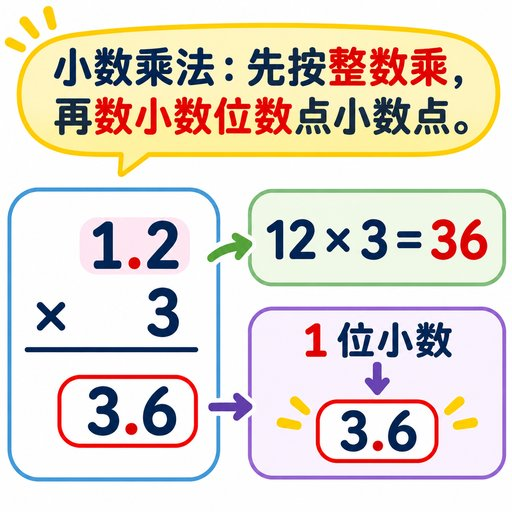 小数乘法：先按整数乘，
再数小数位数点小数点。
1.2
× 3
3.6
12×3=36
1 位小数
3.6